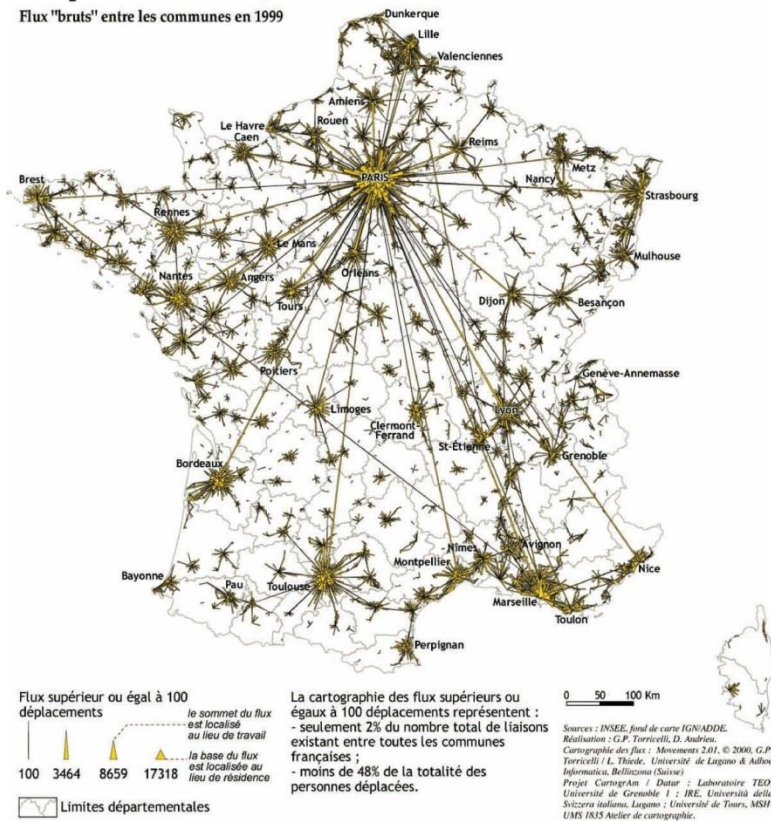 Flux "bruts" entre les communes en 1999
Dunkerque
Lille
Valenciennes
Amiens
Rouen
Le Havre
Caen
Reims
Metz
PARIS
Nancy
Strasbourg
Brest
Rennes
Le Mans
Orléans
Mulhouse
Nantes
Angers
Tours
Dijon
Besançon
Poitiers
Genève-Annemasse
Limoges
Clermont-
Ferrand
Lyon
St-Étienne
Grenoble
Bordeaux
Avignon
Nîmes
Montpellier
Nice
Bayonne
Pau
Toulouse
Marseille
Toulon
Perpignan
Flux supérieur ou égal à 100
déplacements
le sommet du flux
est localisé
au lieu de travail
la base du flux
est localisée au
lieu de résidence
100 3464 8659 17318
Limites départementales
La cartographie des flux supérieurs ou
égaux à 100 déplacements représentent :
- seulement 2% du nombre total de liaisons
existant entre toutes les communes
françaises ;
- moins de 48% de la totalité des
personnes déplacées.
0 50 100 Km
Sources : INSEE, fond de carte IGN/ADDE.
Réalisation : G.P. Torricelli, D. Andrieu.
Cartographie des flux : Movements 2.01, © 2000, G.P.
Torricelli / L. Thiede, Université de Lugano & Adhoc
Informatica, Bellinzona (Suisse)
Projet CartogrAm / Datar : Laboratoire TEO,
Université de Grenoble 1 ; IRE, Università della
Svizzera italiana, Lugano ; Université de Tours, MSH
UMS 1835 Atelier de cartographie.